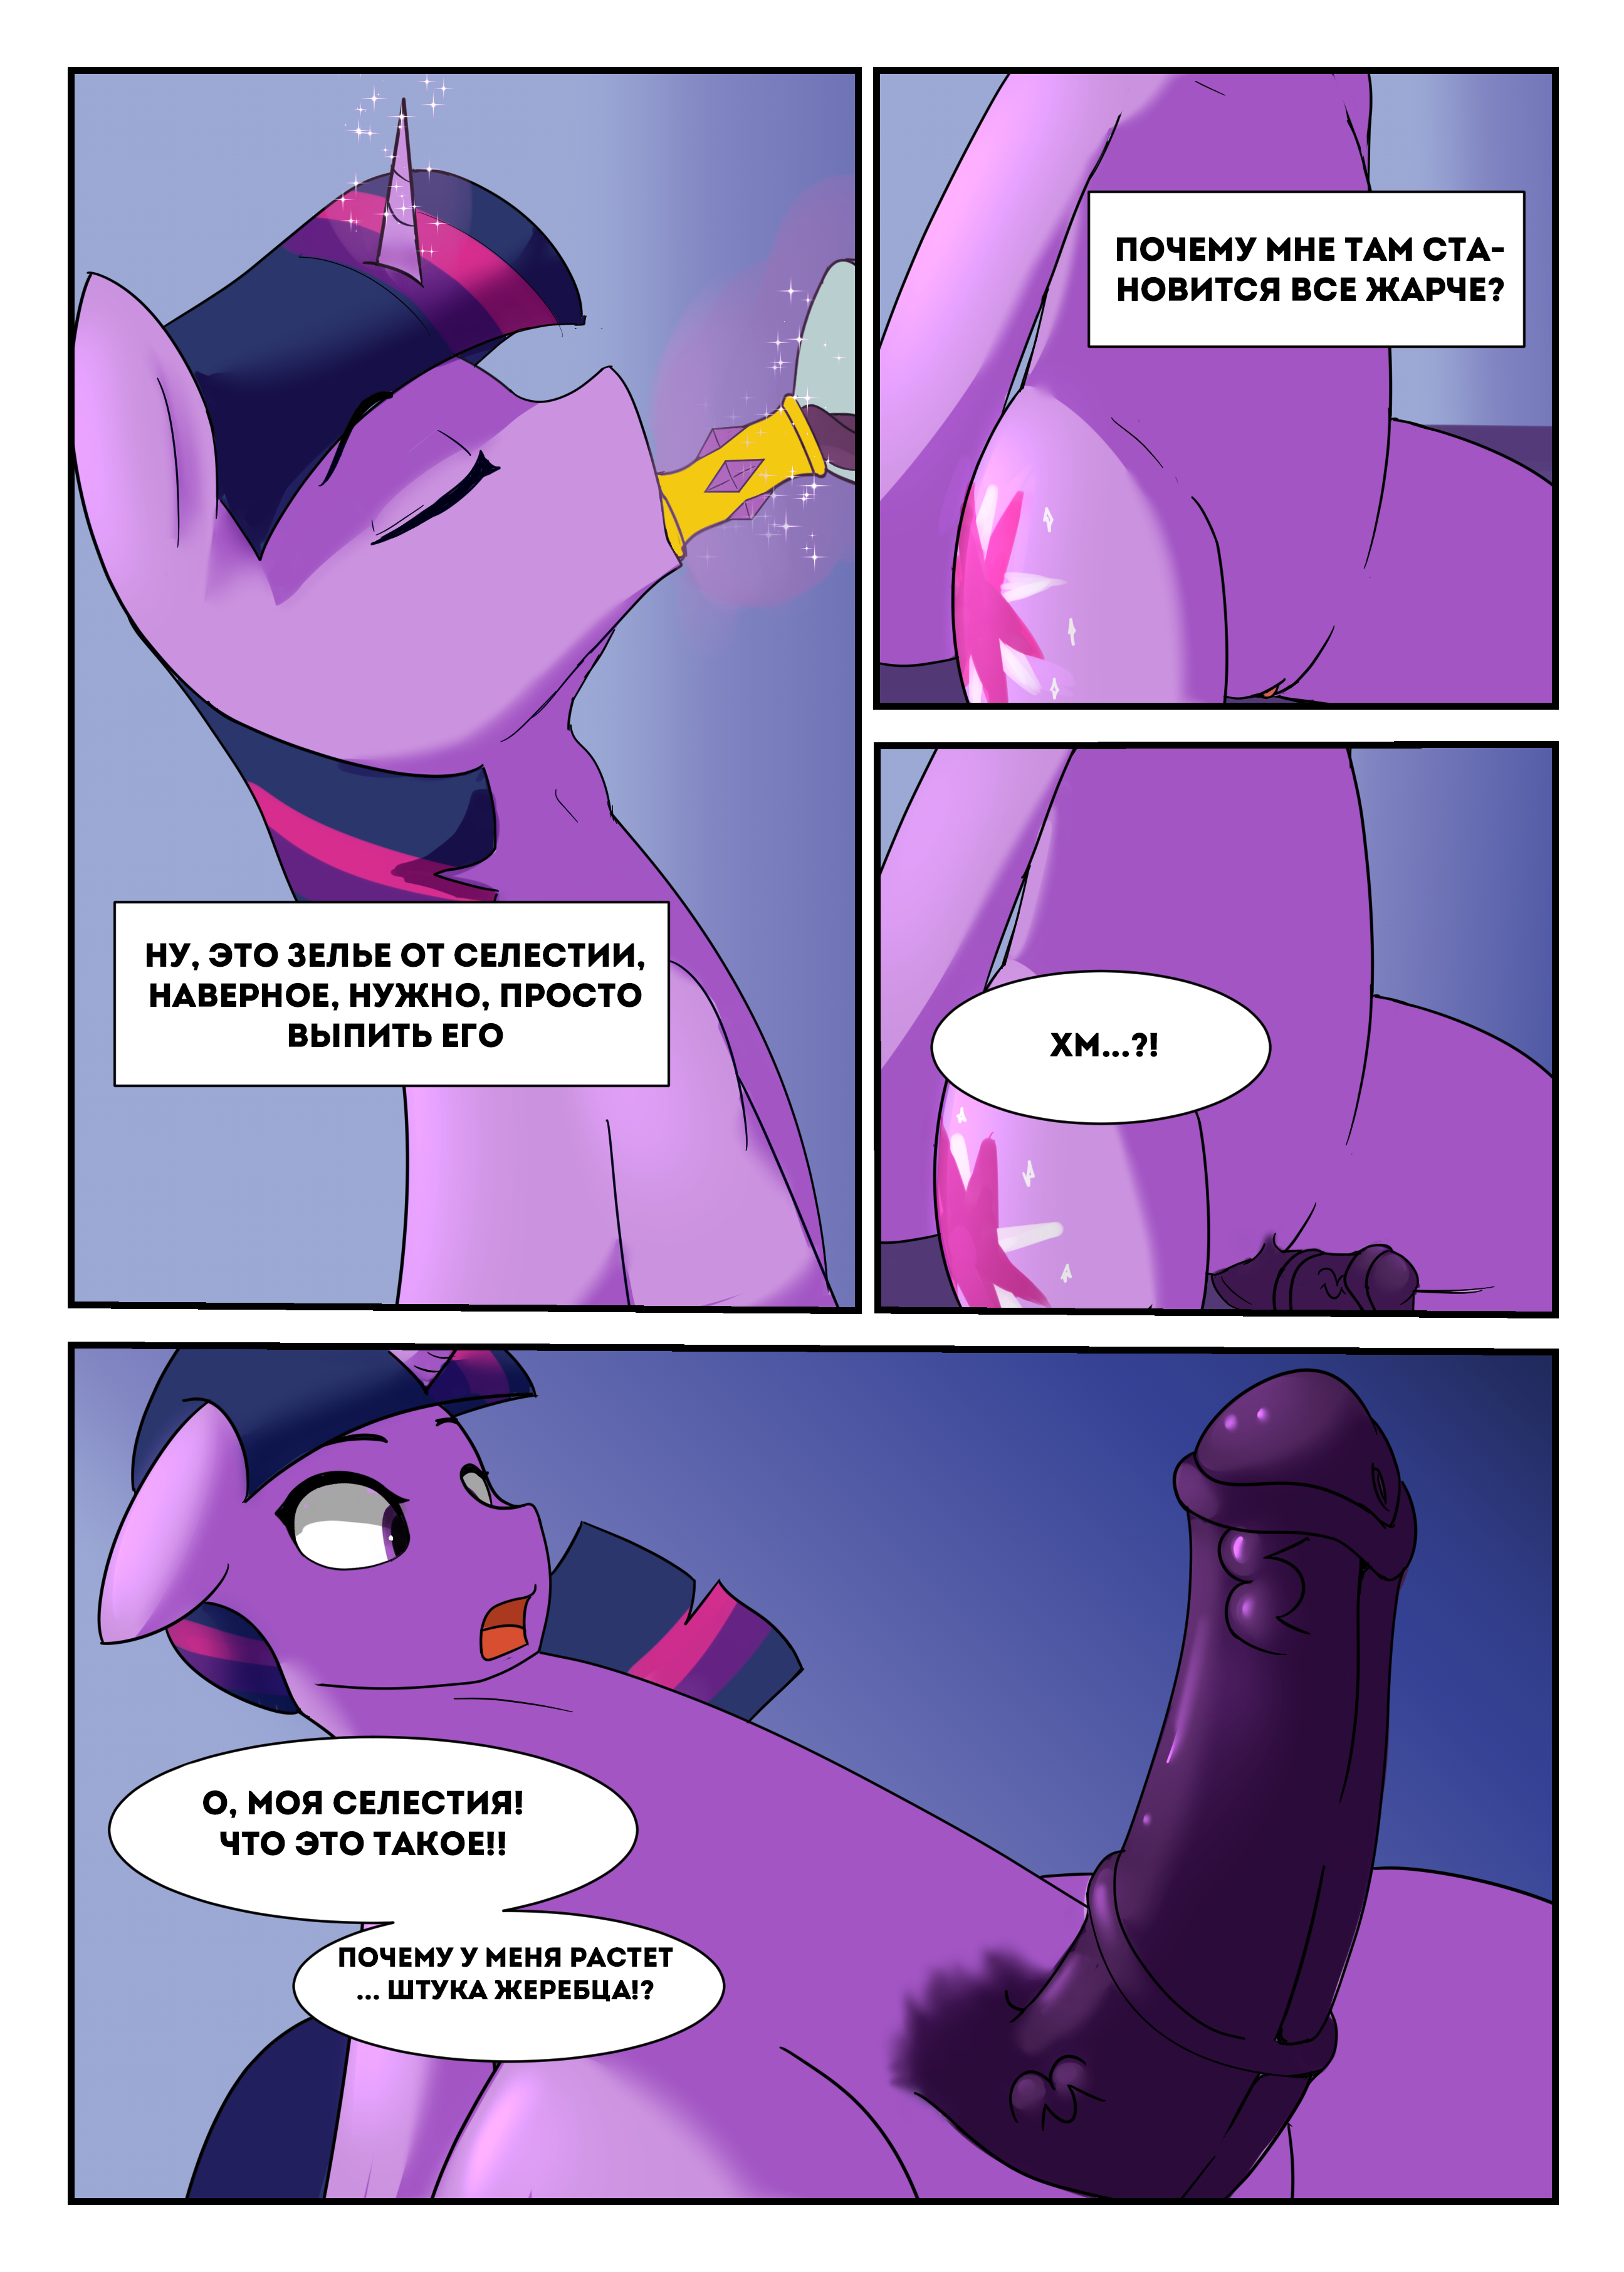 НУ, ЭТО ЗЕЛЬЕ ОТ СЕЛЕСТИИ,
НАВЕРНОЕ, НУЖНО, ПРОСТО
ВЫПИТЬ ЕГО
ПОЧЕМУ МНЕ ТАМ СТА-
НОВИТСЯ ВСЕ ЖАРЧЕ?
ХМ...?!
О, МОЯ СЕЛЕСТИЯ!
ЧТО ЭТО ТАКОЕ!!
ПОЧЕМУ У МЕНЯ РАСТЕТ
... ШТУКА ЖЕРЕБЦА!?